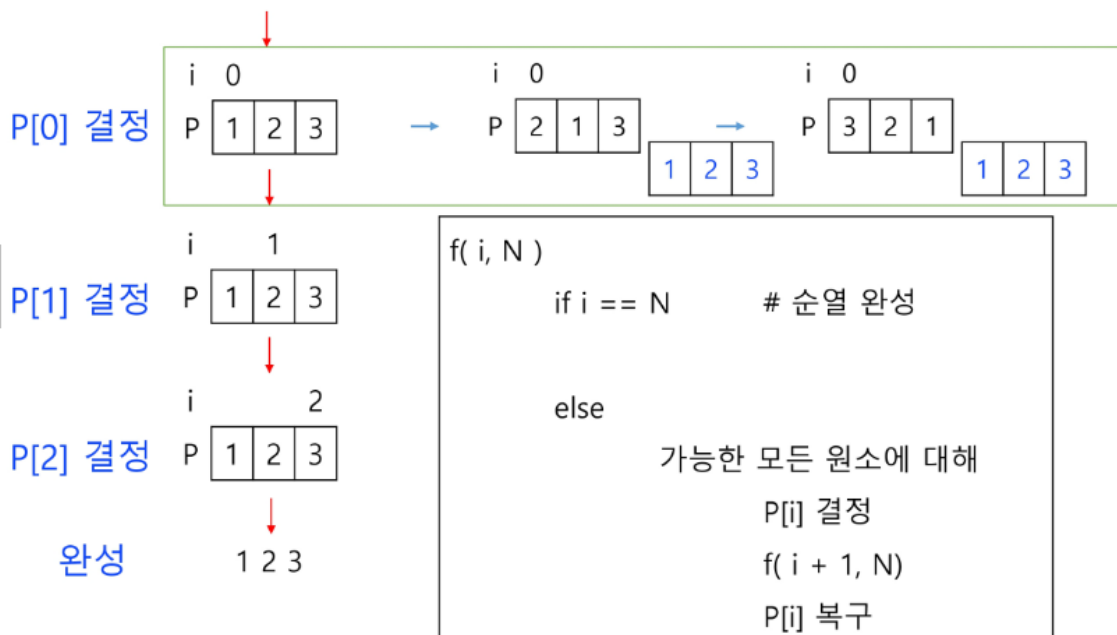 i 0
P[0] 결정 P 1 2 3
i 0
P 2 1 3
1 2 3
i 0
P 3 2 1
1 2 3
i 1
P[1] 결정 P 1 2 3
i 2
P[2] 결정 P 1 2 3
완성 1 2 3
f( i, N )
if i == N # 순열 완성
else
가능한 모든 원소에 대해
P[i] 결정
f( i + 1, N)
P[i] 복구